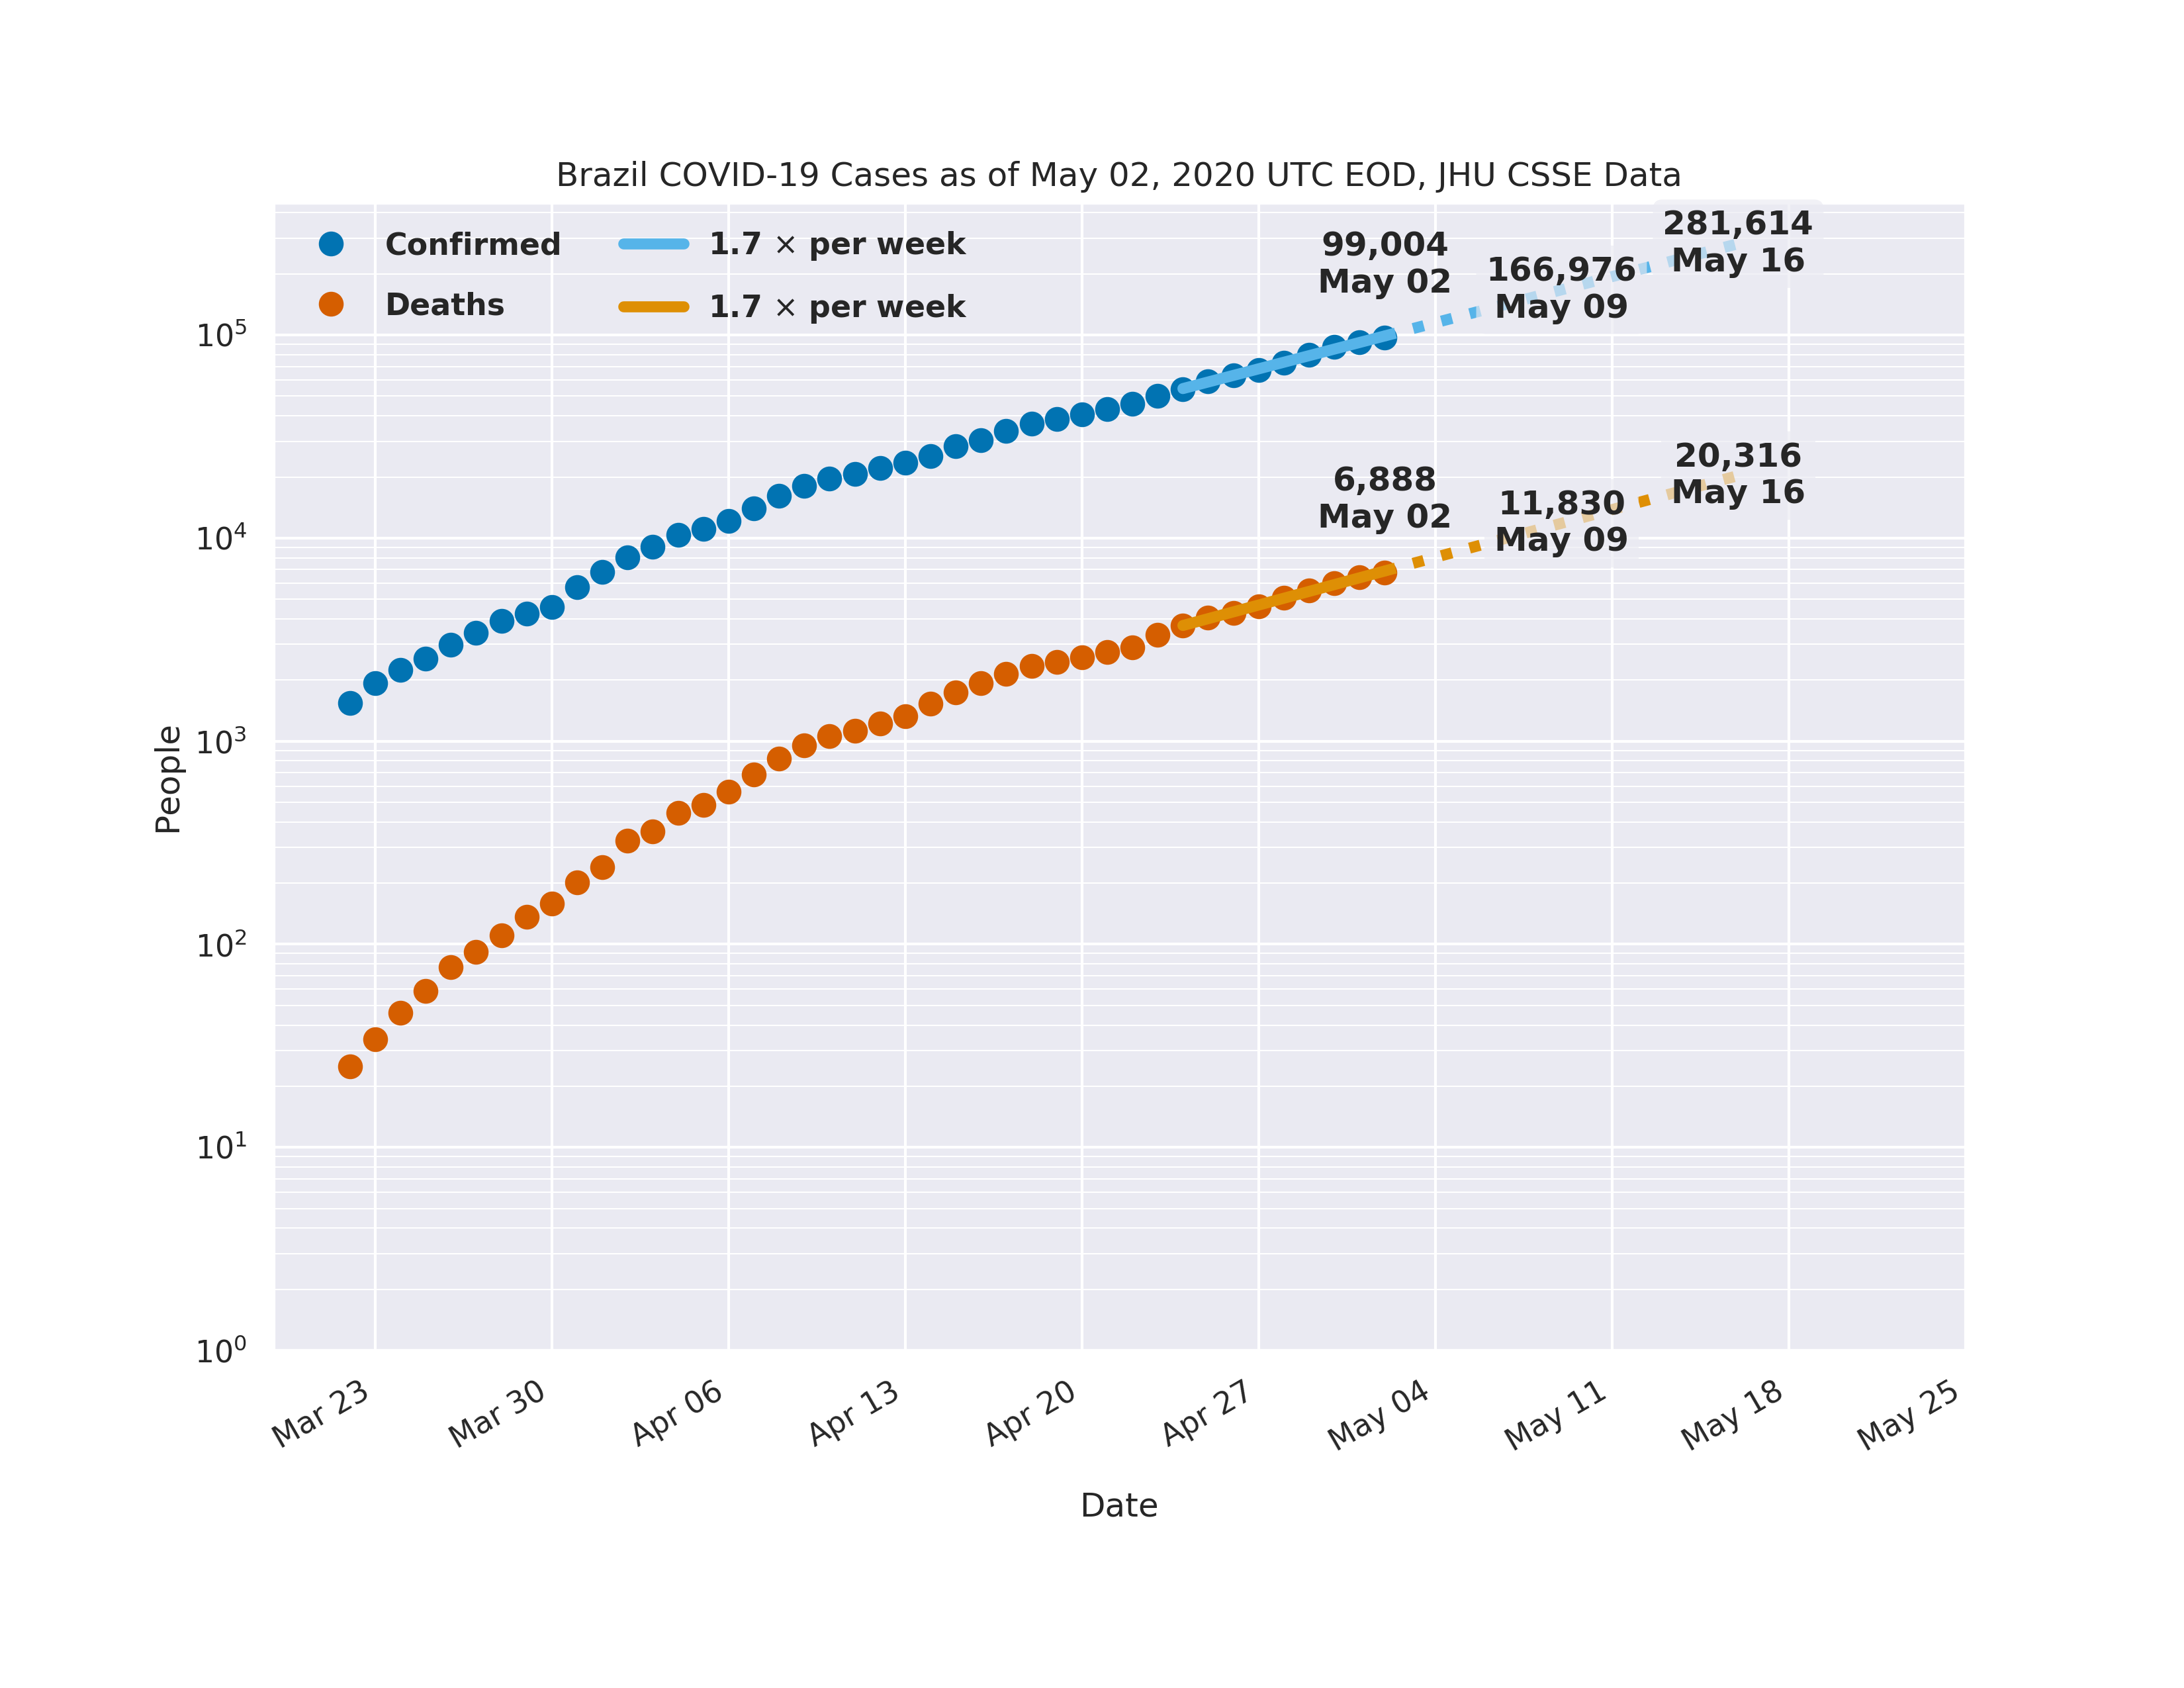 Brazil COVID-19 Cases as of May 02, 2020 UTC EOD, JHU CSSE Data
Confirmed
Deaths
1.7 × per week
1.7 × per week
99,004
May 02
166,976
May 09
281,614
May 16
6,888
May 02
11,830
May 09
20,316
May 16
People
10⁵
10⁴
10³
10²
10¹
10⁰
Mar 23
Mar 30
Apr 06
Apr 13
Apr 20
Apr 27
May 04
May 11
May 18
May 25
Date